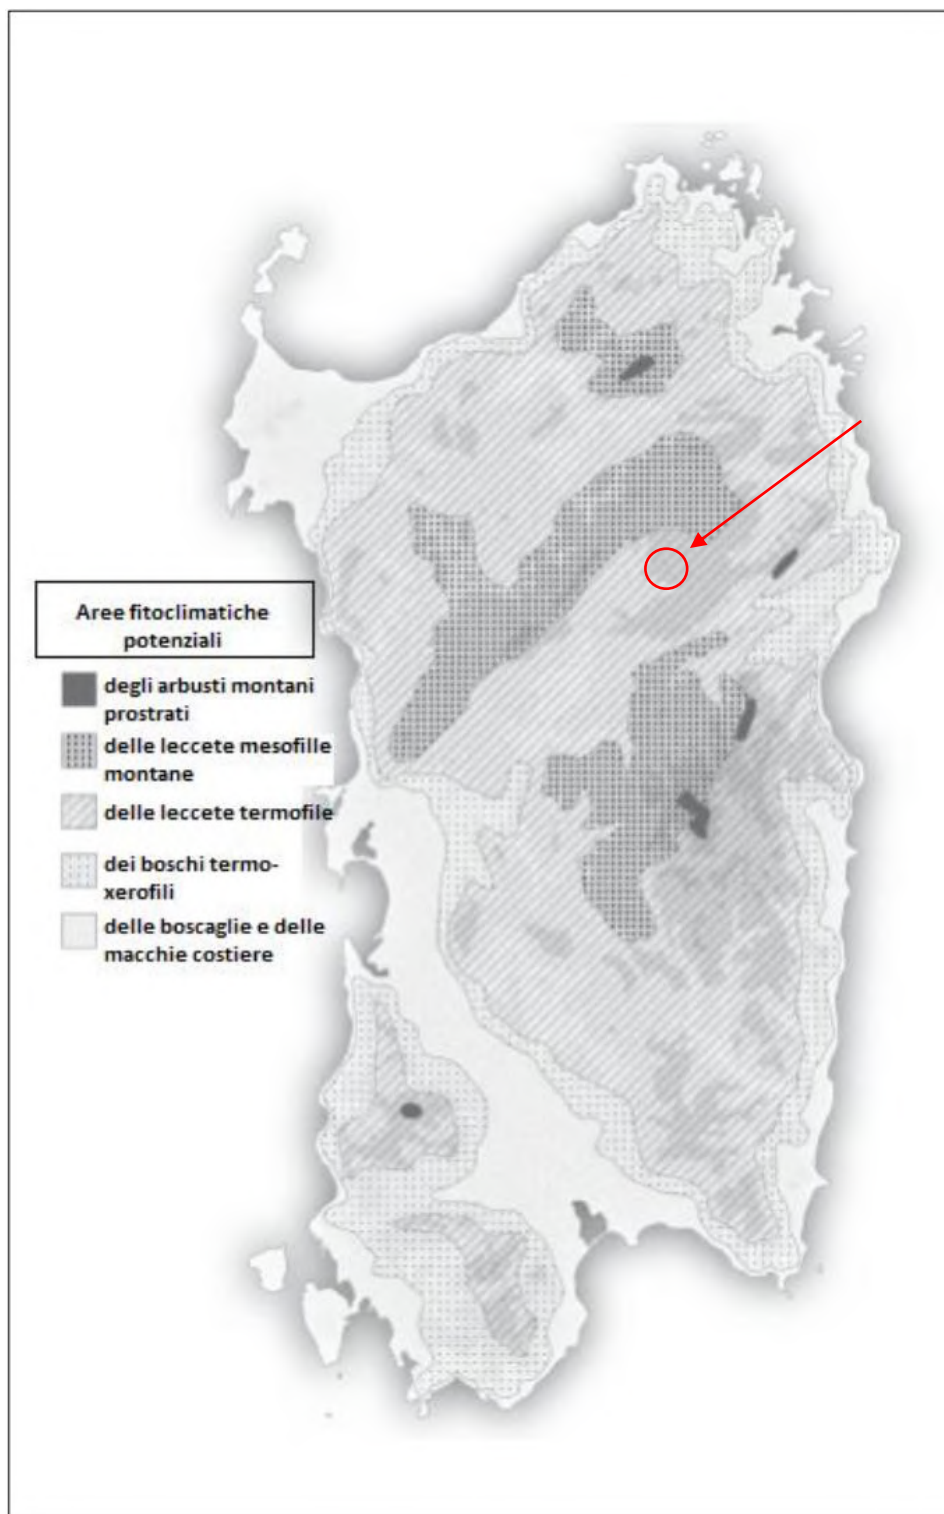 Aree fitoclimatiche
potenziali
degli arbusti montani
prostrati
delle leccete mesofille
montane
delle leccete termofile
dei boschi termo-
xerofili
delle boscaglie e delle
macchie costiere